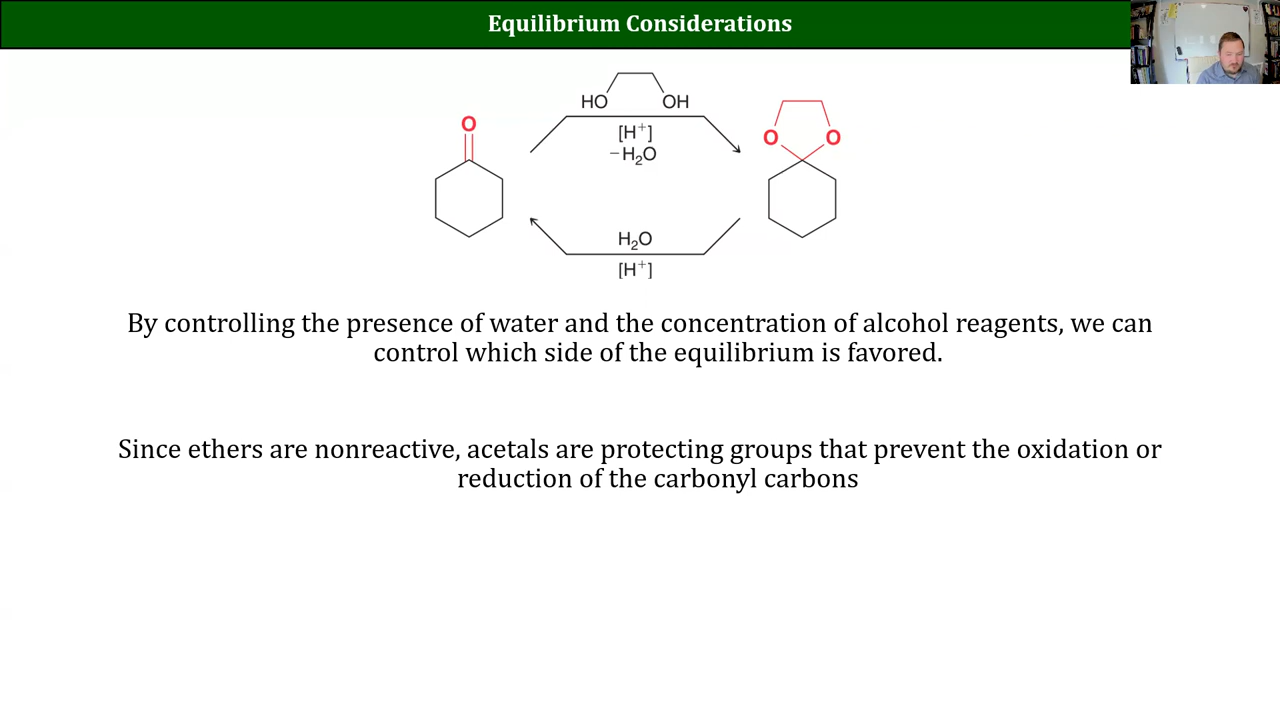 Equilibrium Considerations
HO OH
[H⁺]
−H₂O
O
O O
H₂O
[H⁺]
By controlling the presence of water and the concentration of alcohol reagents, we can
control which side of the equilibrium is favored.
Since ethers are nonreactive, acetals are protecting groups that prevent the oxidation or
reduction of the carbonyl carbons